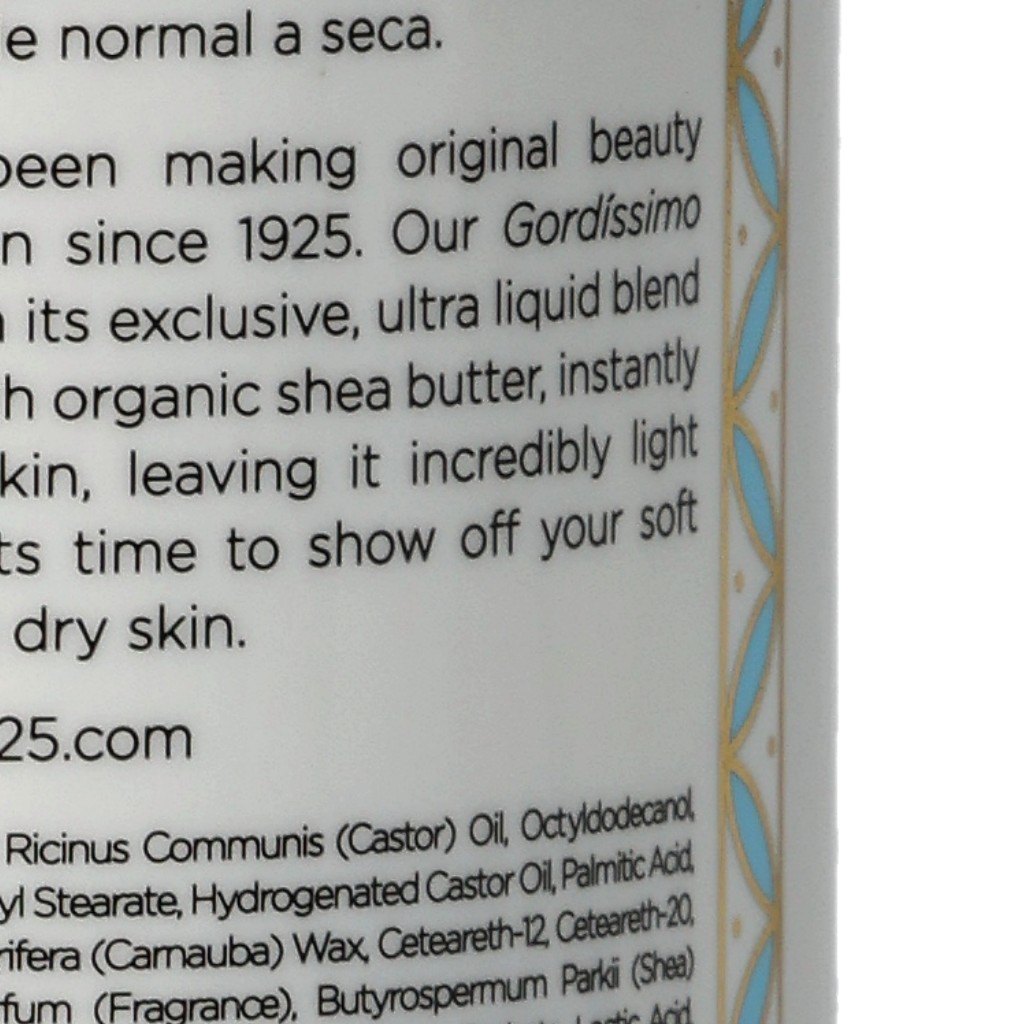 e normal a seca.
been making original beauty
n since 1925. Our Gordíssimo
its exclusive, ultra liquid blend
h organic shea butter, instantly
kin, leaving it incredibly light
ts time to show off your soft
dry skin.
25.com
Ricinus Communis (Castor) Oil, Octyldodecanol,
yl Stearate, Hydrogenated Castor Oil, Palmitic Acid,
rifera (Carnauba) Wax, Ceteareth-12, Ceteareth-20,
fum (Fragrance), Butyrospermum Parkii (Shea)
Lactic Acid,